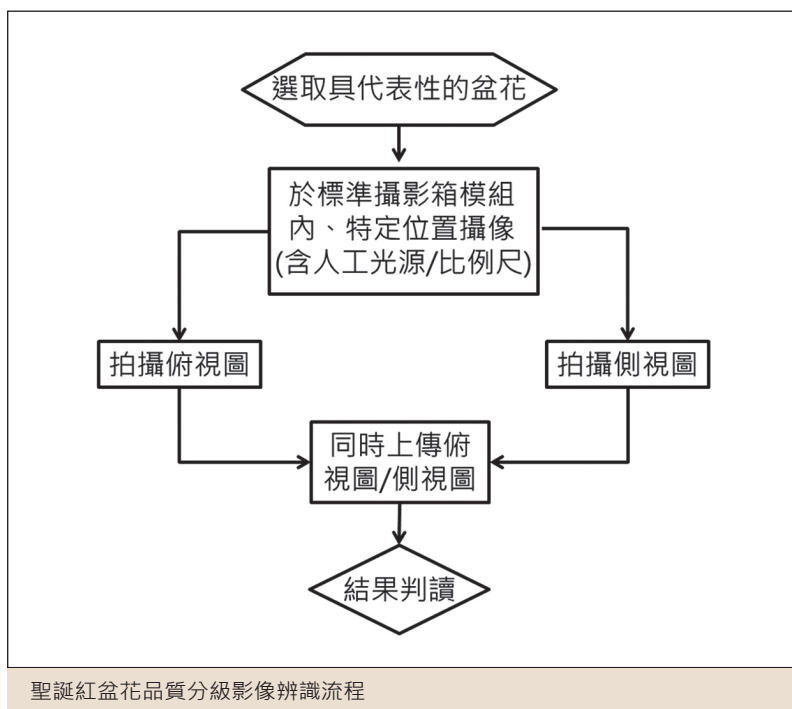 選取具代表性的盆花
於標準攝影箱模組
內、特定位置攝像
(含人工光源/比例尺)
拍攝俯視圖
拍攝側視圖
同時上傳俯
視圖/側視圖
結果判讀
聖誕紅盆花品質分級影像辨識流程